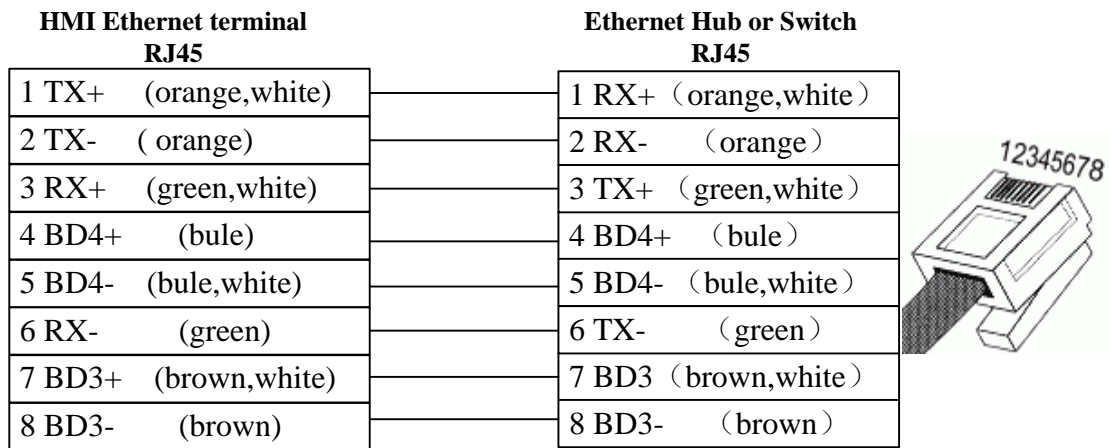 HMI Ethernet terminal
RJ45
1 TX+ (orange,white)
2 TX- ( orange)
3 RX+ (green,white)
4 BD4+ (bule)
5 BD4- (bule,white)
6 RX- (green)
7 BD3+ (brown,white)
8 BD3- (brown)
Ethernet Hub or Switch
RJ45
1 RX+（orange,white）
2 RX- （orange）
3 TX+（green,white）
4 BD4+ （bule）
5 BD4- （bule,white）
6 TX- （green）
7 BD3（brown,white）
8 BD3- （brown）
12345678